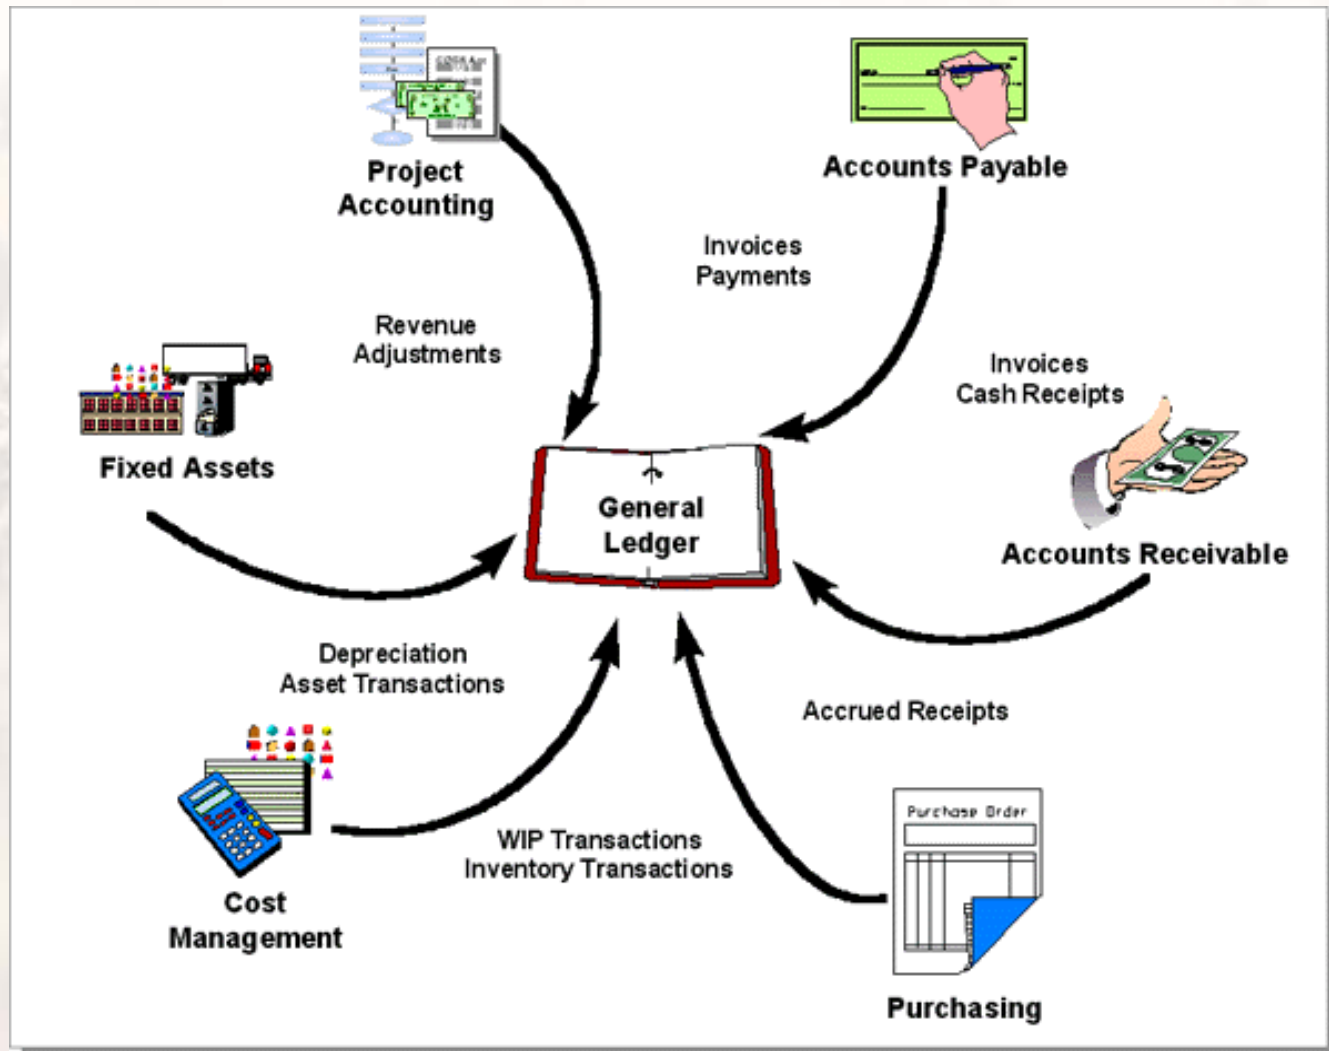 Project
Accounting
Accounts Payable
Invoices
Payments
Revenue
Adjustments
Invoices
Cash Receipts
Fixed Assets
General
Ledger
Accounts Receivable
Depreciation
Asset Transactions
Accrued Receipts
WIP Transactions
Inventory Transactions
Purchase Order
Cost
Management
Purchasing